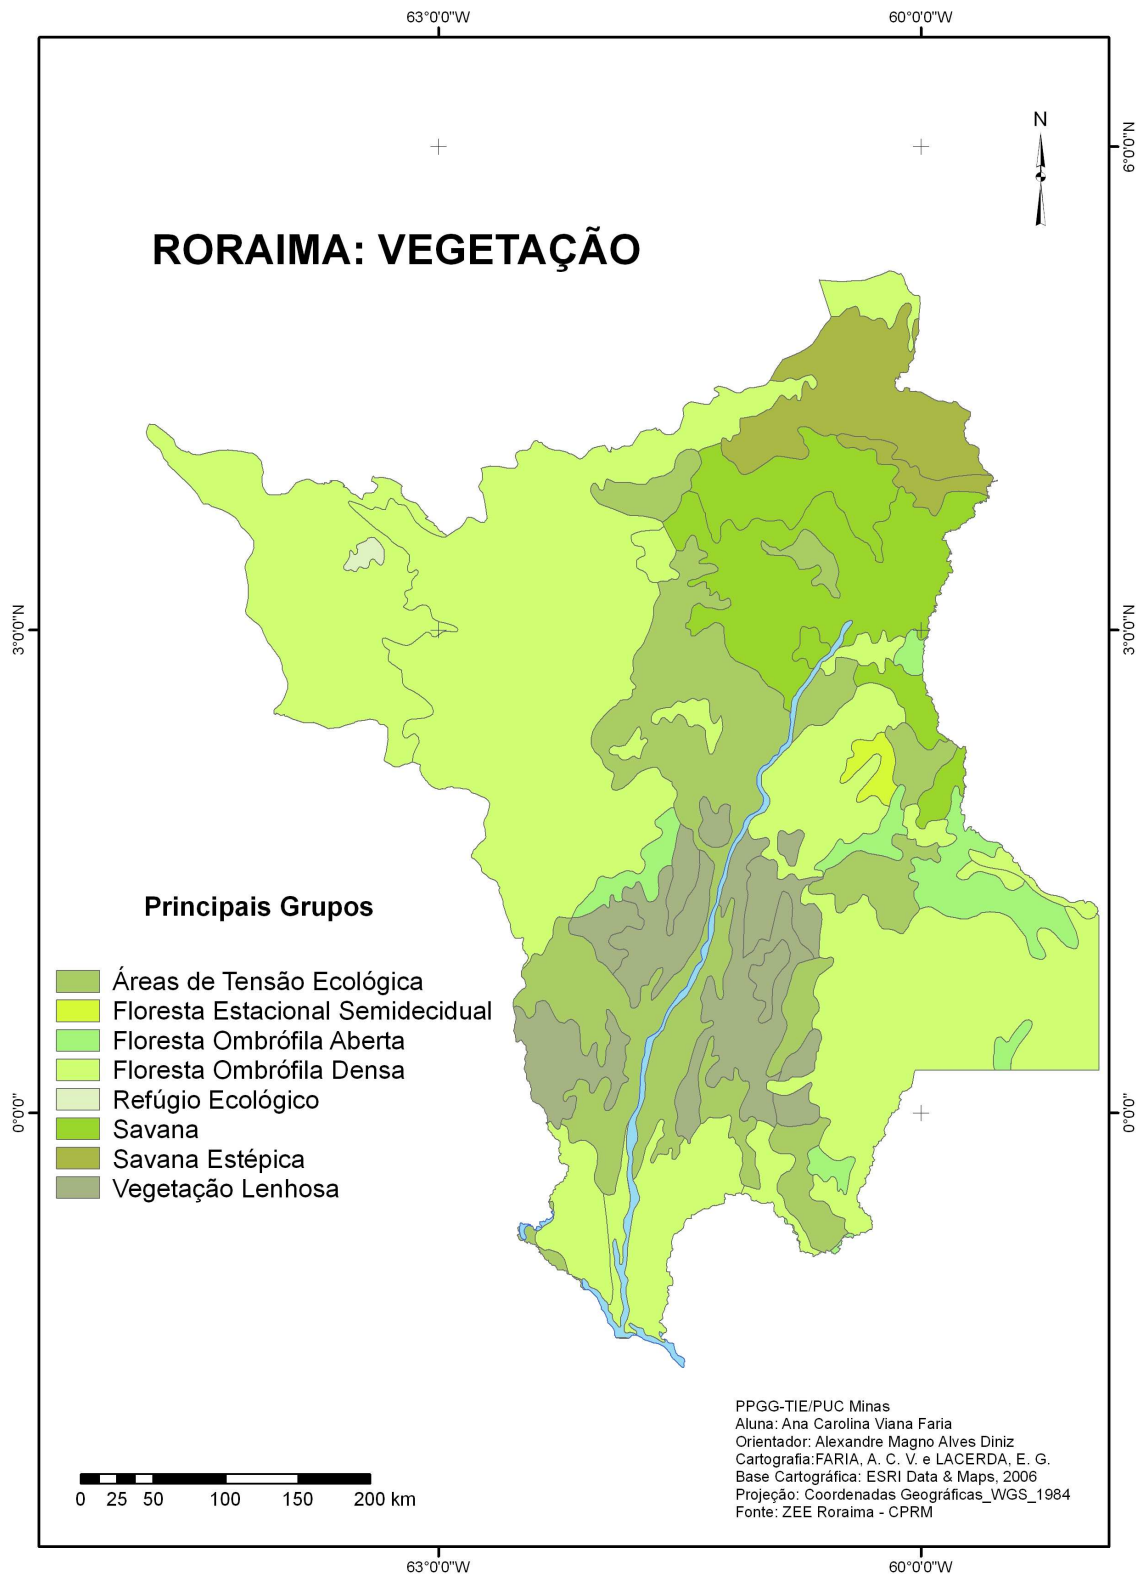 63°0'0"W
60°0'0"W
6°0'0"N
N
RORAIMA: VEGETAÇÃO
3°0'0"N
3°0'0"N
Principais Grupos
Áreas de Tensão Ecológica
Floresta Estacional Semidecidual
Floresta Ombrófila Aberta
Floresta Ombrófila Densa
Refúgio Ecológico
Savana
Savana Estépica
Vegetação Lenhosa
0°0'0"
0°0'0"
0 25 50 100 150 200 km
PPGG-TIE/PUC Minas
Aluna: Ana Carolina Viana Faria
Orientador: Alexandre Magno Alves Diniz
Cartografia:FARIA, A. C. V. e LACERDA, E. G.
Base Cartográfica: ESRI Data & Maps, 2006
Projeção: Coordenadas Geográficas_WGS_1984
Fonte: ZEE Roraima - CPRM
63°0'0"W
60°0'0"W